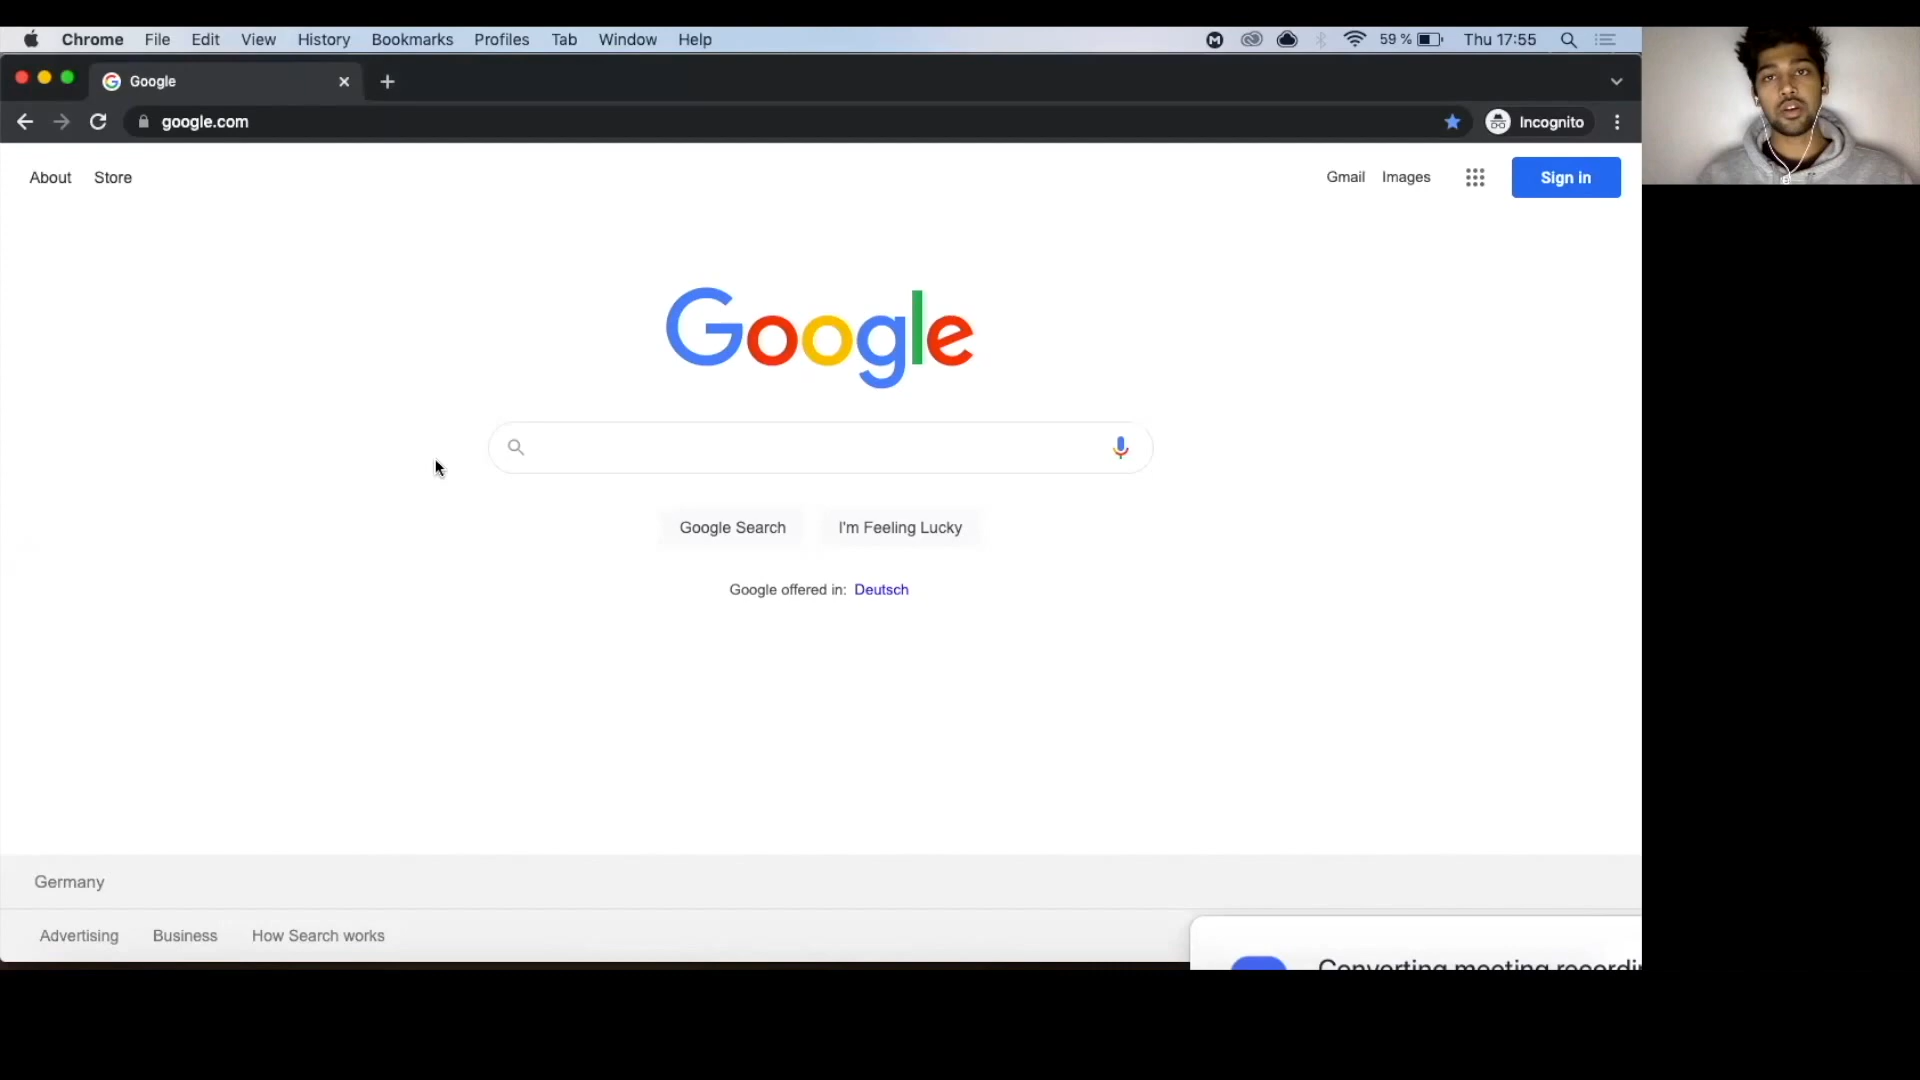 Chrome File Edit View History Bookmarks Profiles Tab Window Help 59 % Thu 17:55
Google
google.com Incognito
About Store Gmail Images Sign in
Google
Google Search I'm Feeling Lucky
Google offered in: Deutsch
Germany
Advertising Business How Search works
Converting meeting